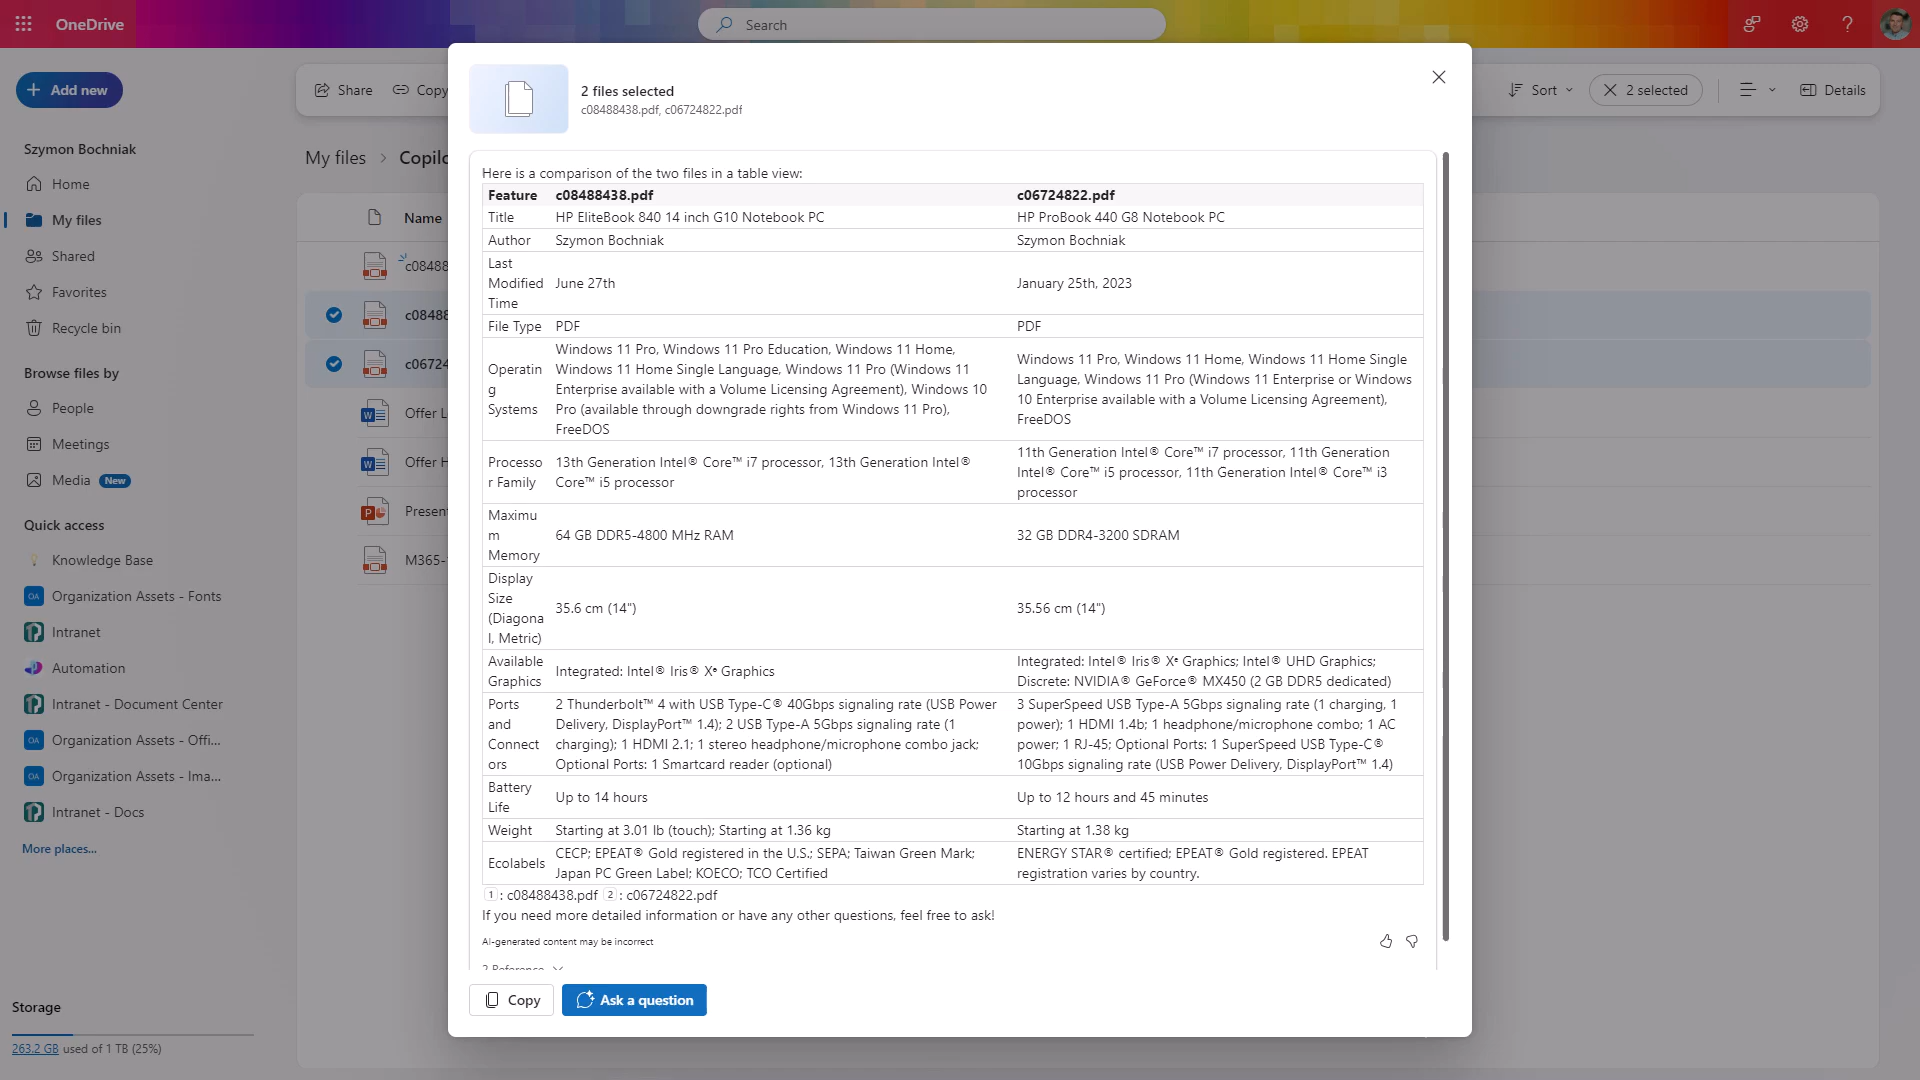 OneDrive
Search
Add new
Share
Copy
Sort
2 selected
Details
Szymon Bochniak
Home
My files
Shared
Favorites
Recycle bin
Browse files by
People
Meetings
Media New
Quick access
Knowledge Base
OA Organization Assets - Fonts
Intranet
Automation
Intranet - Document Center
OA Organization Assets - Offi...
OA Organization Assets - Ima...
Intranet - Docs
More places...
Storage
263.2 GB used of 1 TB (25%)
My files > Copilo
Name
c08488
c08488
c06724
Offer L
Offer H
Present
M365-
2 files selected
c08488438.pdf, c06724822.pdf
Here is a comparison of the two files in a table view:
Feature c08488438.pdf c06724822.pdf
Title HP EliteBook 840 14 inch G10 Notebook PC HP ProBook 440 G8 Notebook PC
Author Szymon Bochniak Szymon Bochniak
Last
Modified June 27th January 25th, 2023
Time
File Type PDF PDF
Operatin
g
Systems
Windows 11 Pro, Windows 11 Pro Education, Windows 11 Home,
Windows 11 Home Single Language, Windows 11 Pro (Windows 11
Enterprise available with a Volume Licensing Agreement), Windows 10
Pro (available through downgrade rights from Windows 11 Pro),
FreeDOS
Windows 11 Pro, Windows 11 Home, Windows 11 Home Single
Language, Windows 11 Pro (Windows 11 Enterprise or Windows
10 Enterprise available with a Volume Licensing Agreement),
FreeDOS
Processo
r Family
13th Generation Intel® Core™ i7 processor, 13th Generation Intel®
Core™ i5 processor
11th Generation Intel® Core™ i7 processor, 11th Generation
Intel® Core™ i5 processor, 11th Generation Intel® Core™ i3
processor
Maximu
m 64 GB DDR5-4800 MHz RAM 32 GB DDR4-3200 SDRAM
Memory
Display
Size
(Diagona
l, Metric)
35.6 cm (14")
35.56 cm (14")
Available
Graphics
Integrated: Intel® Iris® Xᵉ Graphics
Integrated: Intel® Iris® Xᵉ Graphics; Intel® UHD Graphics;
Discrete: NVIDIA® GeForce® MX450 (2 GB DDR5 dedicated)
Ports
and
Connect
ors
2 Thunderbolt™ 4 with USB Type-C® 40Gbps signaling rate (USB Power
Delivery, DisplayPort™ 1.4); 2 USB Type-A 5Gbps signaling rate (1
charging); 1 HDMI 2.1; 1 stereo headphone/microphone combo jack;
Optional Ports: 1 Smartcard reader (optional)
3 SuperSpeed USB Type-A 5Gbps signaling rate (1 charging, 1
power); 1 HDMI 1.4b; 1 headphone/microphone combo; 1 AC
power; 1 RJ-45; Optional Ports: 1 SuperSpeed USB Type-C®
10Gbps signaling rate (USB Power Delivery, DisplayPort™ 1.4)
Battery
Life
Up to 14 hours
Up to 12 hours and 45 minutes
Weight Starting at 3.01 lb (touch); Starting at 1.36 kg Starting at 1.38 kg
Ecolabels
CECP; EPEAT® Gold registered in the U.S.; SEPA; Taiwan Green Mark;
Japan PC Green Label; KOECO; TCO Certified
ENERGY STAR® certified; EPEAT® Gold registered. EPEAT
registration varies by country.
1 : c08488438.pdf 2 : c06724822.pdf
If you need more detailed information or have any other questions, feel free to ask!
AI-generated content may be incorrect
2 Reference
Copy
Ask a question